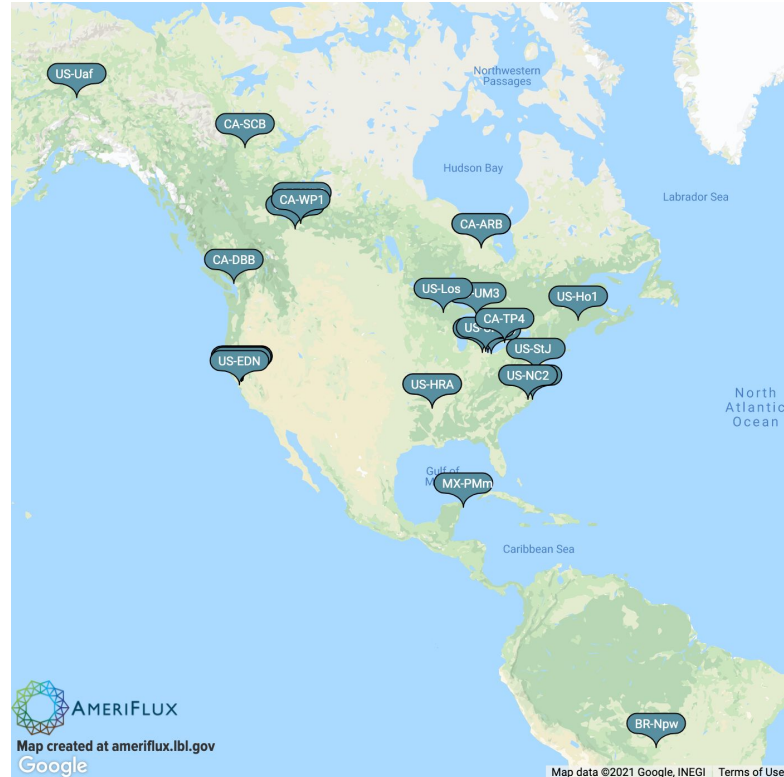 US-Uaf
Northwestern
Passages
CA-SCB
Hudson Bay
CA-WP1
Labrador Sea
CA-ARB
CA-DBB
US-Los
-UM3
US-Ho1
CA-TP4
US-StJ
US-EDN
US-NC2
US-HRA
North
Atlantic
Ocean
Gulf of
MX-PMm
Caribbean Sea
BR-Npw
AMERIFLUX
Map created at ameriflux.lbl.gov
Google
Map data ©2021 Google, INEGI
Terms of Use